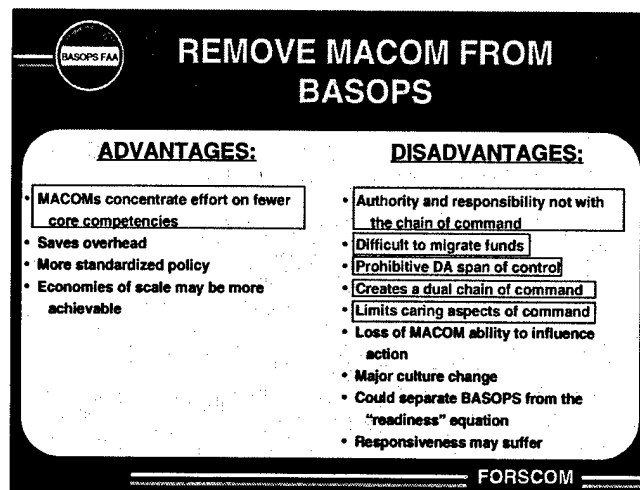 BASOPS FAA
REMOVE MACOM FROM
BASOPS
ADVANTAGES:
• MACOMs concentrate effort on fewer
core competencies
• Saves overhead
• More standardized policy
• Economies of scale may be more
achievable
DISADVANTAGES:
• Authority and responsibility not with
the chain of command
• Difficult to migrate funds
• Prohibitive DA span of control
• Creates a dual chain of command
• Limits caring aspects of command
• Loss of MACOM ability to influence
action
• Major culture change
• Could separate BASOPS from the
"readiness" equation
• Responsiveness may suffer
FORSCOM